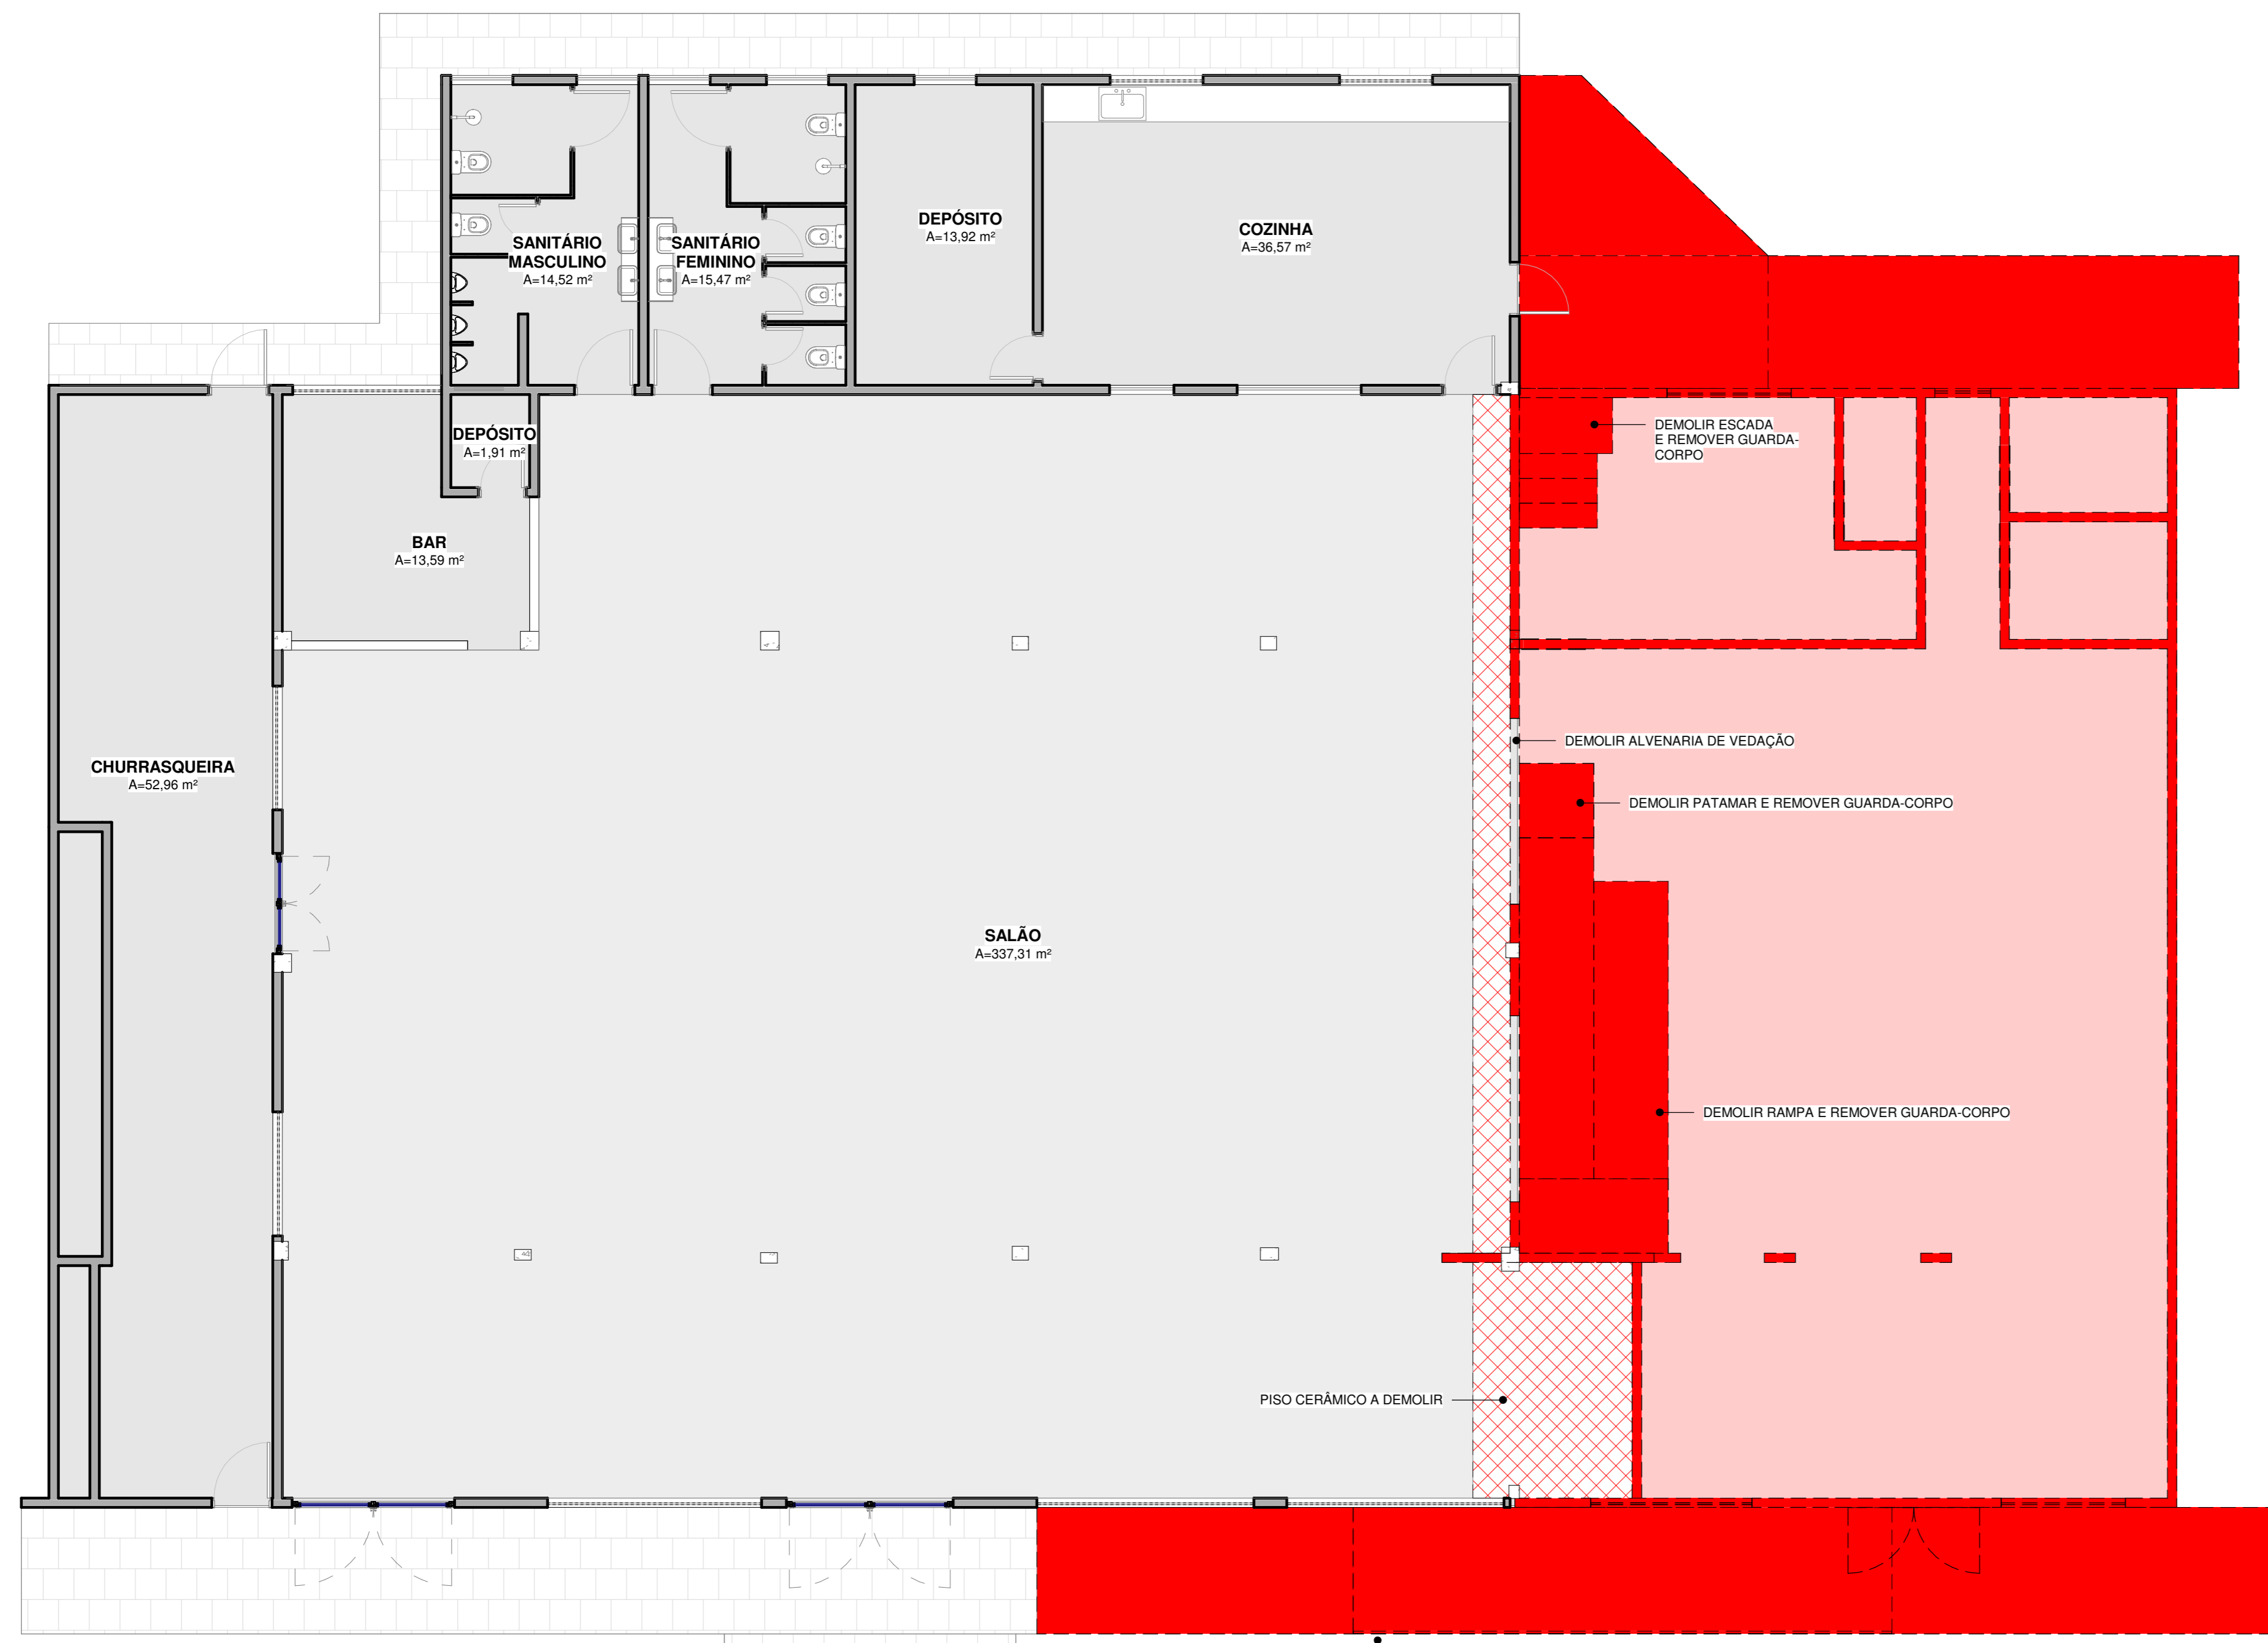 DEPÓSITO
A=13,92 m²
COZINHA
A=36,57 m²
SANITÁRIO
MASCULINO
A=14,52 m²
SANITÁRIO
FEMININO
A=15,47 m²
DEPÓSITO
A=1,91 m²
DEMOLIR ESCADA
E REMOVER GUARDA-
CORPO
BAR
A=13,59 m²
DEMOLIR ALVENARIA DE VEDAÇÃO
CHURRASQUEIRA
A=52,96 m²
DEMOLIR PATAMAR E REMOVER GUARDA-CORPO
SALÃO
A=337,31 m²
DEMOLIR RAMPA E REMOVER GUARDA-CORPO
PISO CERÂMICO A DEMOLIR